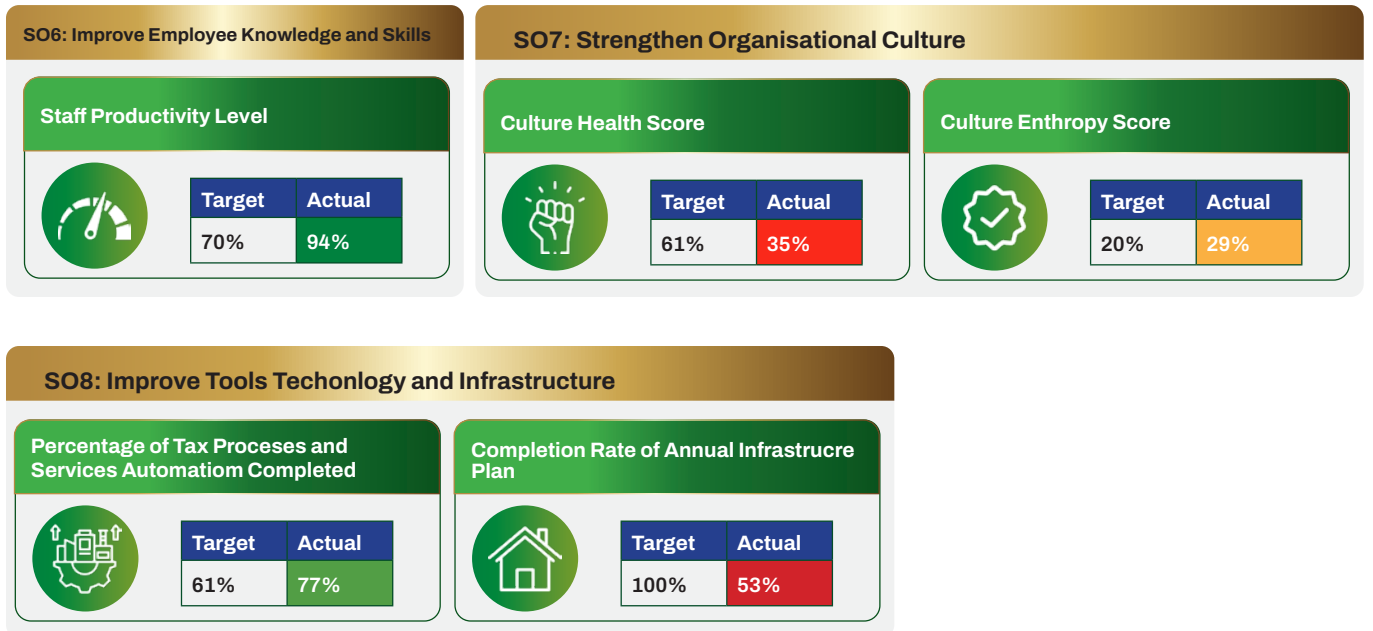 SO6: Improve Employee Knowledge and Skills
Staff Productivity Level
Target Actual
70% 94%
SO7: Strengthen Organisational Culture
Culture Health Score
Target Actual
61% 35%
Culture Enthropy Score
Target Actual
20% 29%
SO8: Improve Tools Techonlogy and Infrastructure
Percentage of Tax Proceses and
Services Automatiom Completed
Target Actual
61% 77%
Completion Rate of Annual Infrastrucre
Plan
Target Actual
100% 53%